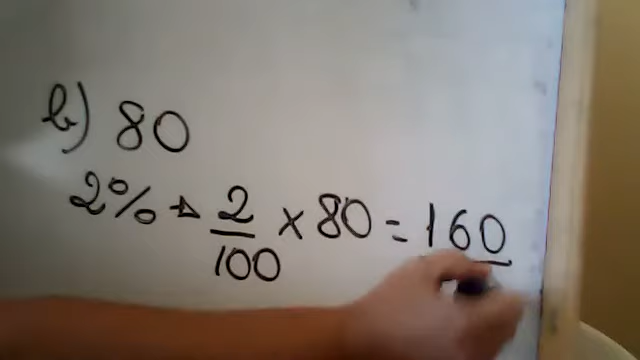 b) 80
2% → 2/100 × 80 = 160